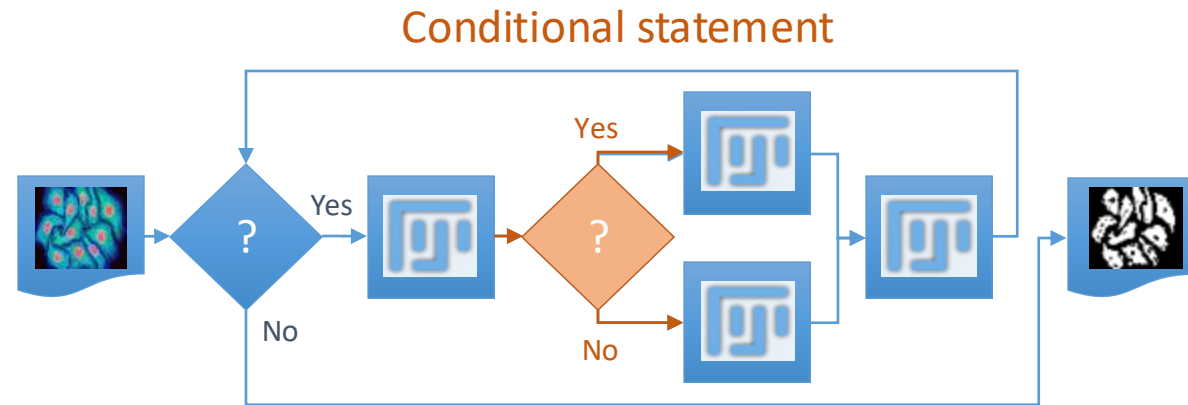 Conditional statement
Yes
?
Yes
?
No
No